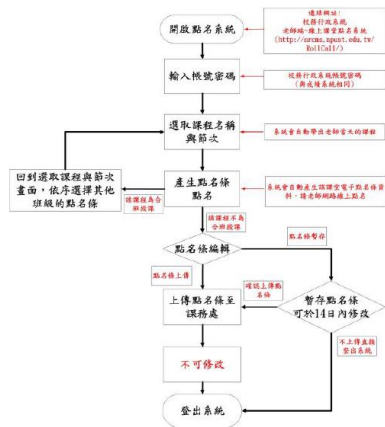 開啟點名系統
連線網址:
校務行政系統
老師端-線上課堂點名系統
(http://srcms.npust.edu.tw/
RollCall/)
輸入帳號密碼
校務行政系統帳號密碼
(與成績系統相同)
選取課程名稱
與節次
系統會自動帶出老師當天的課程
回到選取課程與節次
畫面，依序選擇其他
班級的點名條
產生點名條
點名
系統會自動產生該課堂電子點名條資
料，請老師網路線上點名
該課程為合
班授課
該課程不為
合班授課
點名條編輯
點名條暫存
點名條上傳
上傳點名條至
課務處
確認上傳點
名條
暫存點名條
可於14日內修改
不可修改
不上傳直接
登出系統
登出系統